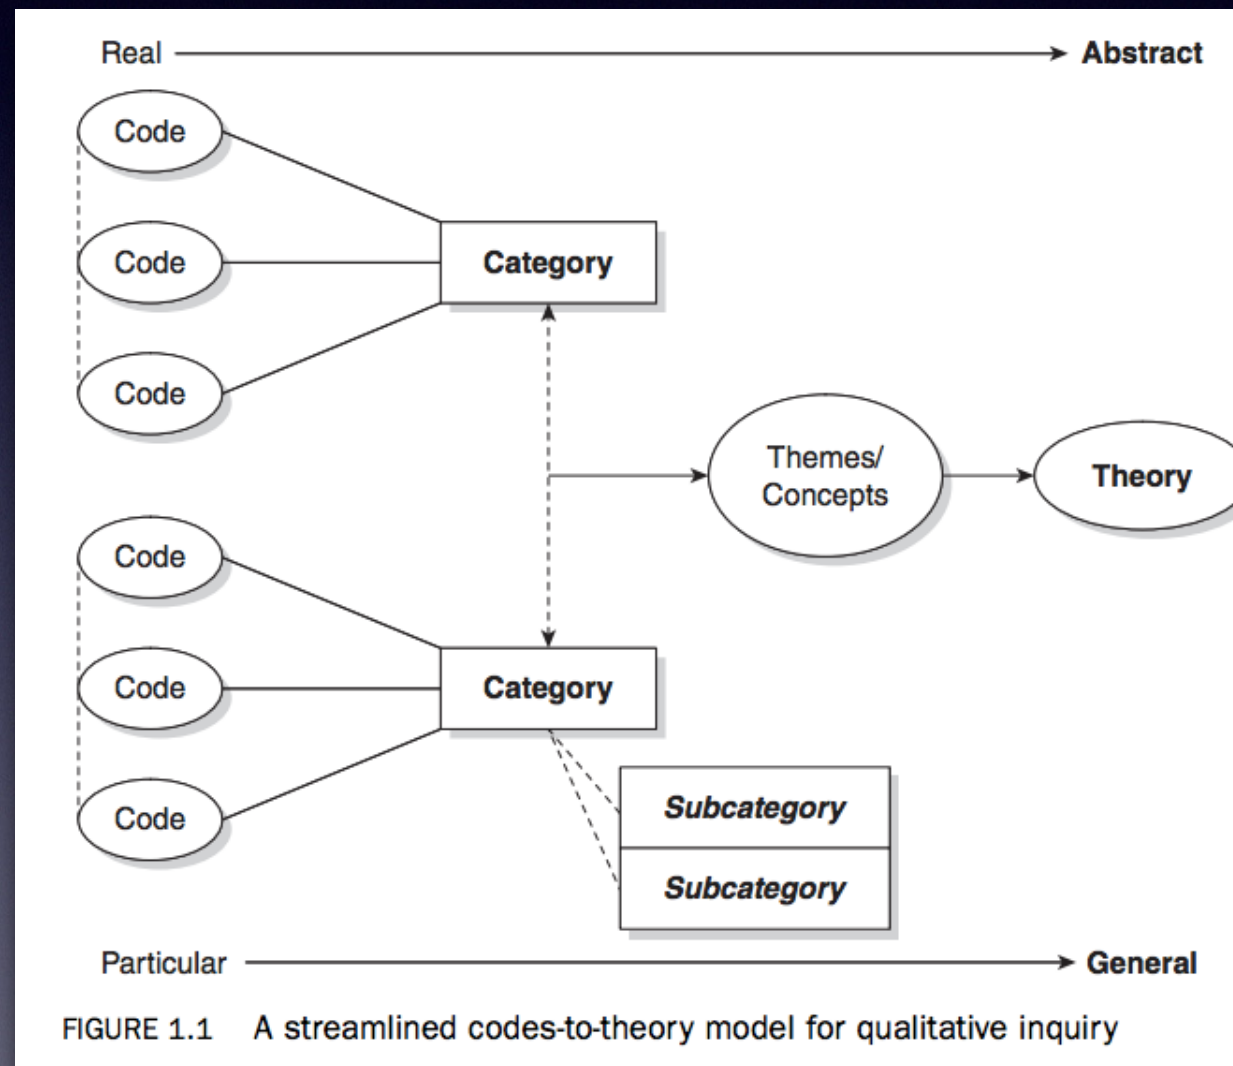 Real
Abstract
Code
Code
Category
Code
Themes/
Concepts
Theory
Code
Code
Category
Code
Subcategory
Subcategory
Particular
General
FIGURE 1.1 A streamlined codes-to-theory model for qualitative inquiry